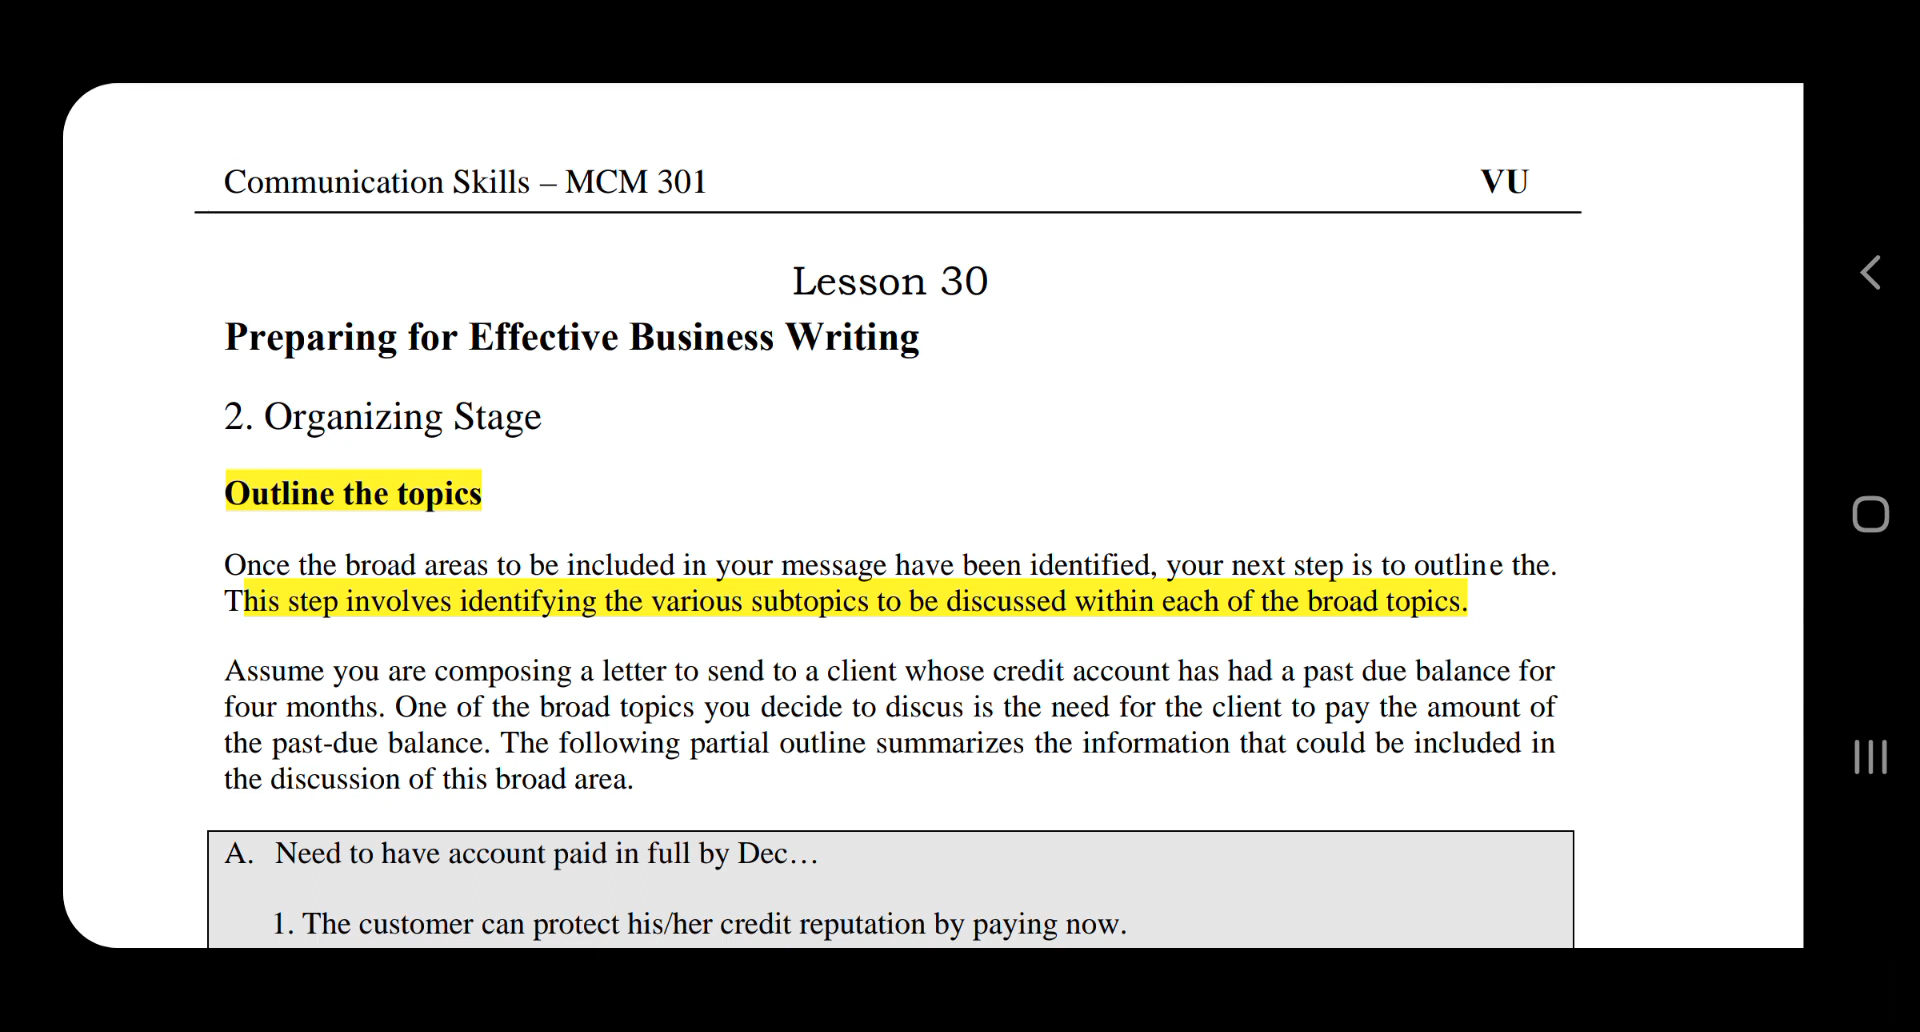 Communication Skills – MCM 301 VU
Lesson 30
Preparing for Effective Business Writing
2. Organizing Stage
Outline the topics
Once the broad areas to be included in your message have been identified, your next step is to outline the.
This step involves identifying the various subtopics to be discussed within each of the broad topics.
Assume you are composing a letter to send to a client whose credit account has had a past due balance for
four months. One of the broad topics you decide to discus is the need for the client to pay the amount of
the past-due balance. The following partial outline summarizes the information that could be included in
the discussion of this broad area.
A. Need to have account paid in full by Dec…
1. The customer can protect his/her credit reputation by paying now.